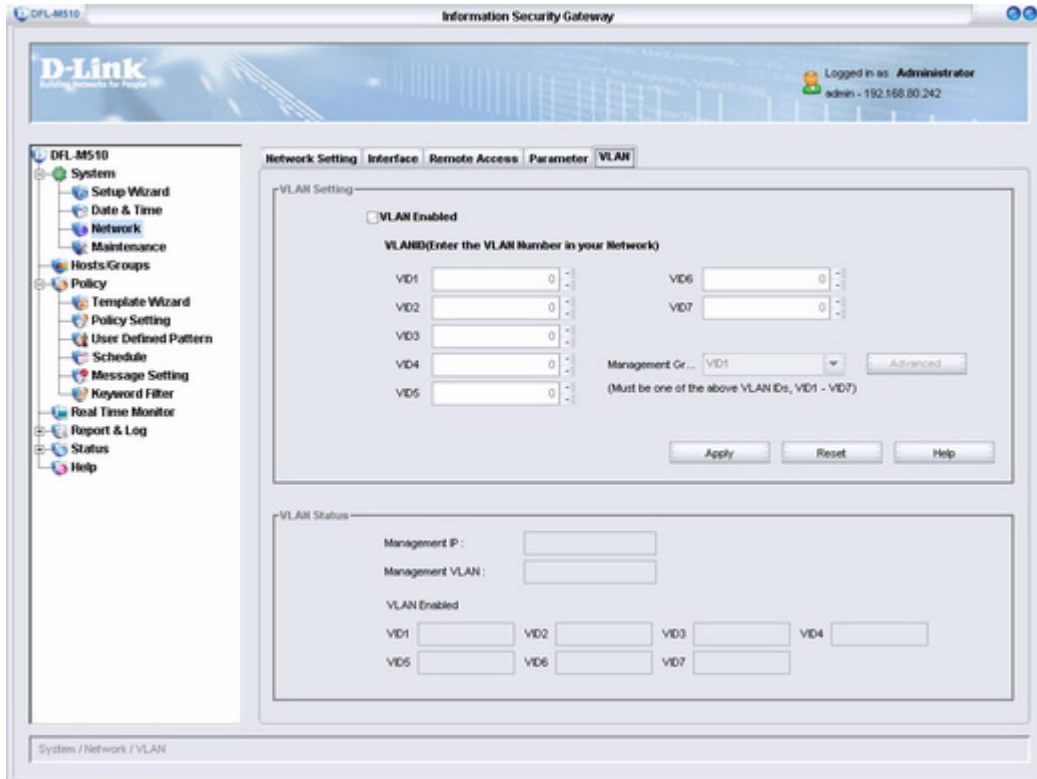 DFL-M510
Information Security Gateway
D-Link
Building Networks for People
Logged in as Administrator
admin - 192.168.80.242
DFL-M510
System
Setup Wizard
Date & Time
Network
Maintenance
Hosts/Groups
Policy
Template Wizard
Policy Setting
User Defined Pattern
Schedule
Message Setting
Keyword Filter
Real Time Monitor
Report & Log
Status
Help
Network Setting Interface Remote Access Parameter VLAN
VLAN Setting
VLAN Enabled
VLANID(Enter the VLAN Number in your Network)
VID1 0 VID6 0
VID2 0 VID7 0
VID3 0
VID4 0 Management Gr... VID1 Advanced
VID5 0 (Must be one of the above VLAN IDs, VID1 - VID7)
Apply Reset Help
VLAN Status
Management IP :
Management VLAN :
VLAN Enabled
VID1 VID2 VID3 VID4
VID5 VID6 VID7
System / Network / VLAN